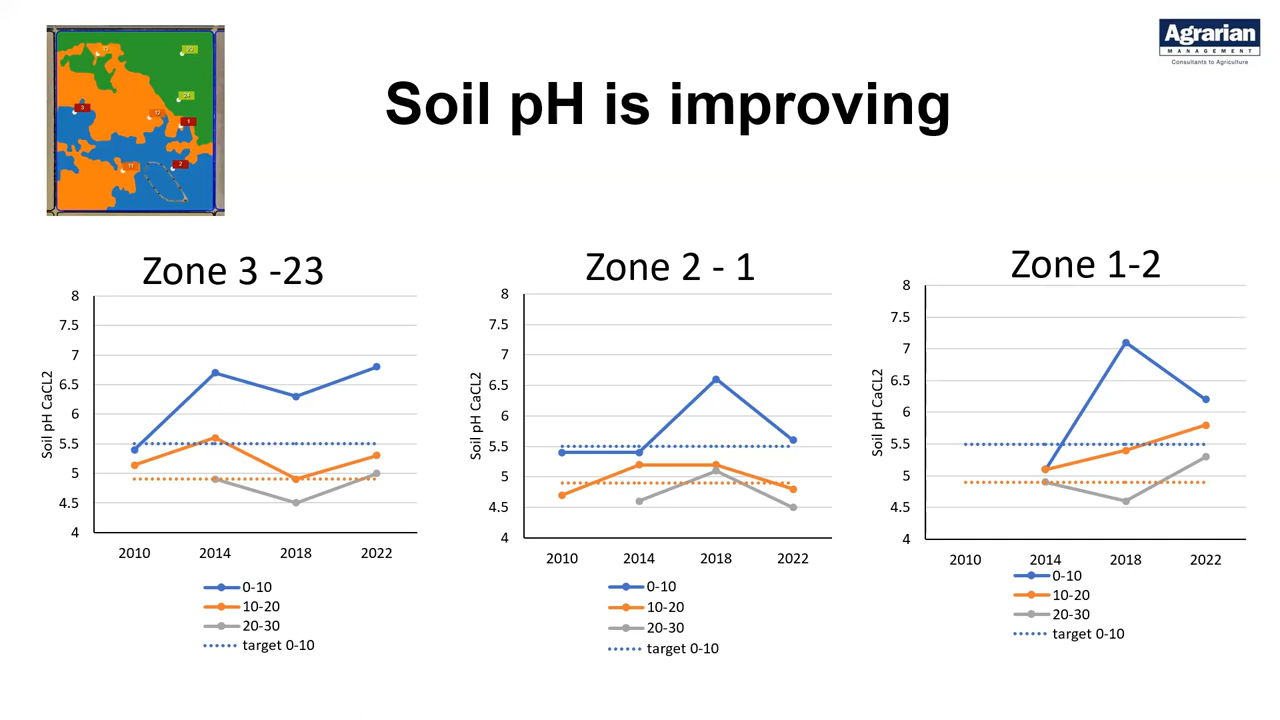 Agrarian
MANAGEMENT
Consultants to Agriculture
Soil pH is improving
3
12
1
11
2
Zone 3 -23
8
7.5
7
6.5
6
5.5
5
4.5
4
Soil pH CaCL2
2010 2014 2018 2022
0-10
10-20
20-30
target 0-10
Zone 2 - 1
8
7.5
7
6.5
6
5.5
5
4.5
4
Soil pH CaCL2
2010 2014 2018 2022
0-10
10-20
20-30
target 0-10
Zone 1-2
8
7.5
7
6.5
6
5.5
5
4.5
4
Soil pH CaCL2
2010 2014 2018 2022
0-10
10-20
20-30
target 0-10